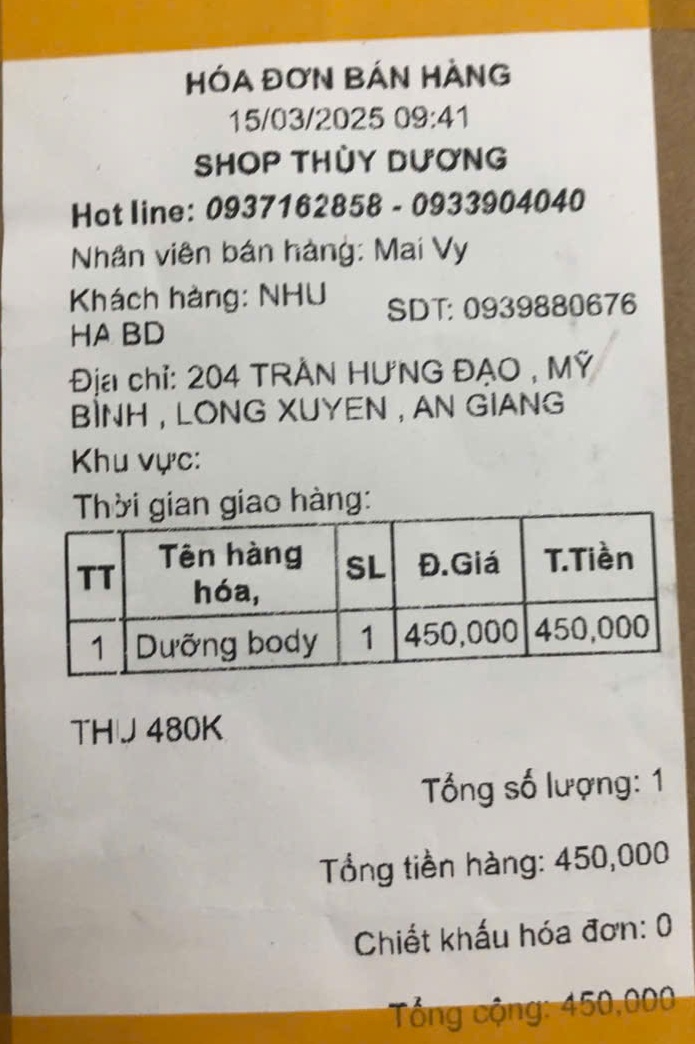 HÓA ĐƠN BÁN HÀNG
15/03/2025 09:41
SHOP THÙY DƯƠNG
Hot line: 0937162858 - 0933904040
Nhân viên bán hàng: Mai Vy
Khách hàng: NHU HA BD
SDT: 0939880676
Địa chỉ: 204 TRẦN HƯNG ĐẠO , MỸ
BÌNH , LONG XUYEN , AN GIANG
Khu vực:
Thời gian giao hàng:
TT Tên hàng hóa, SL Đ.Giá T.Tiền
1 Dưỡng body 1 450,000 450,000
THU 480K
Tổng số lượng: 1
Tổng tiền hàng: 450,000
Chiết khấu hóa đơn: 0
Tổng cộng: 450,000